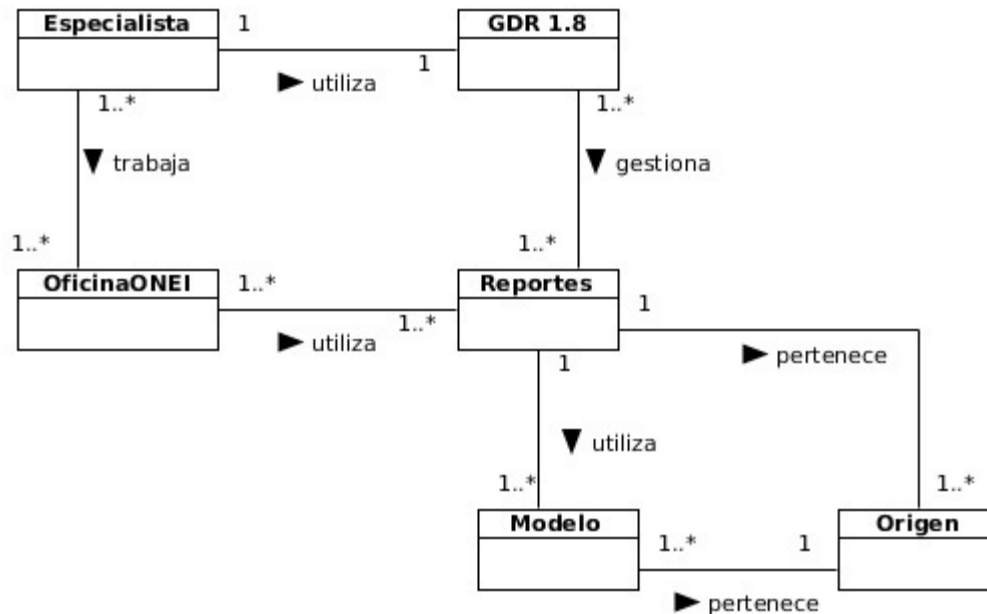 Especialista
1
GDR 1.8
1
utiliza
1..*
1..*
trabaja
gestiona
1..*
1..*
OficinaONEI
1..*
Reportes
1
1..*
utiliza
1
pertenece
utiliza
1..*
1..*
Modelo
Origen
1..*
1
pertenece